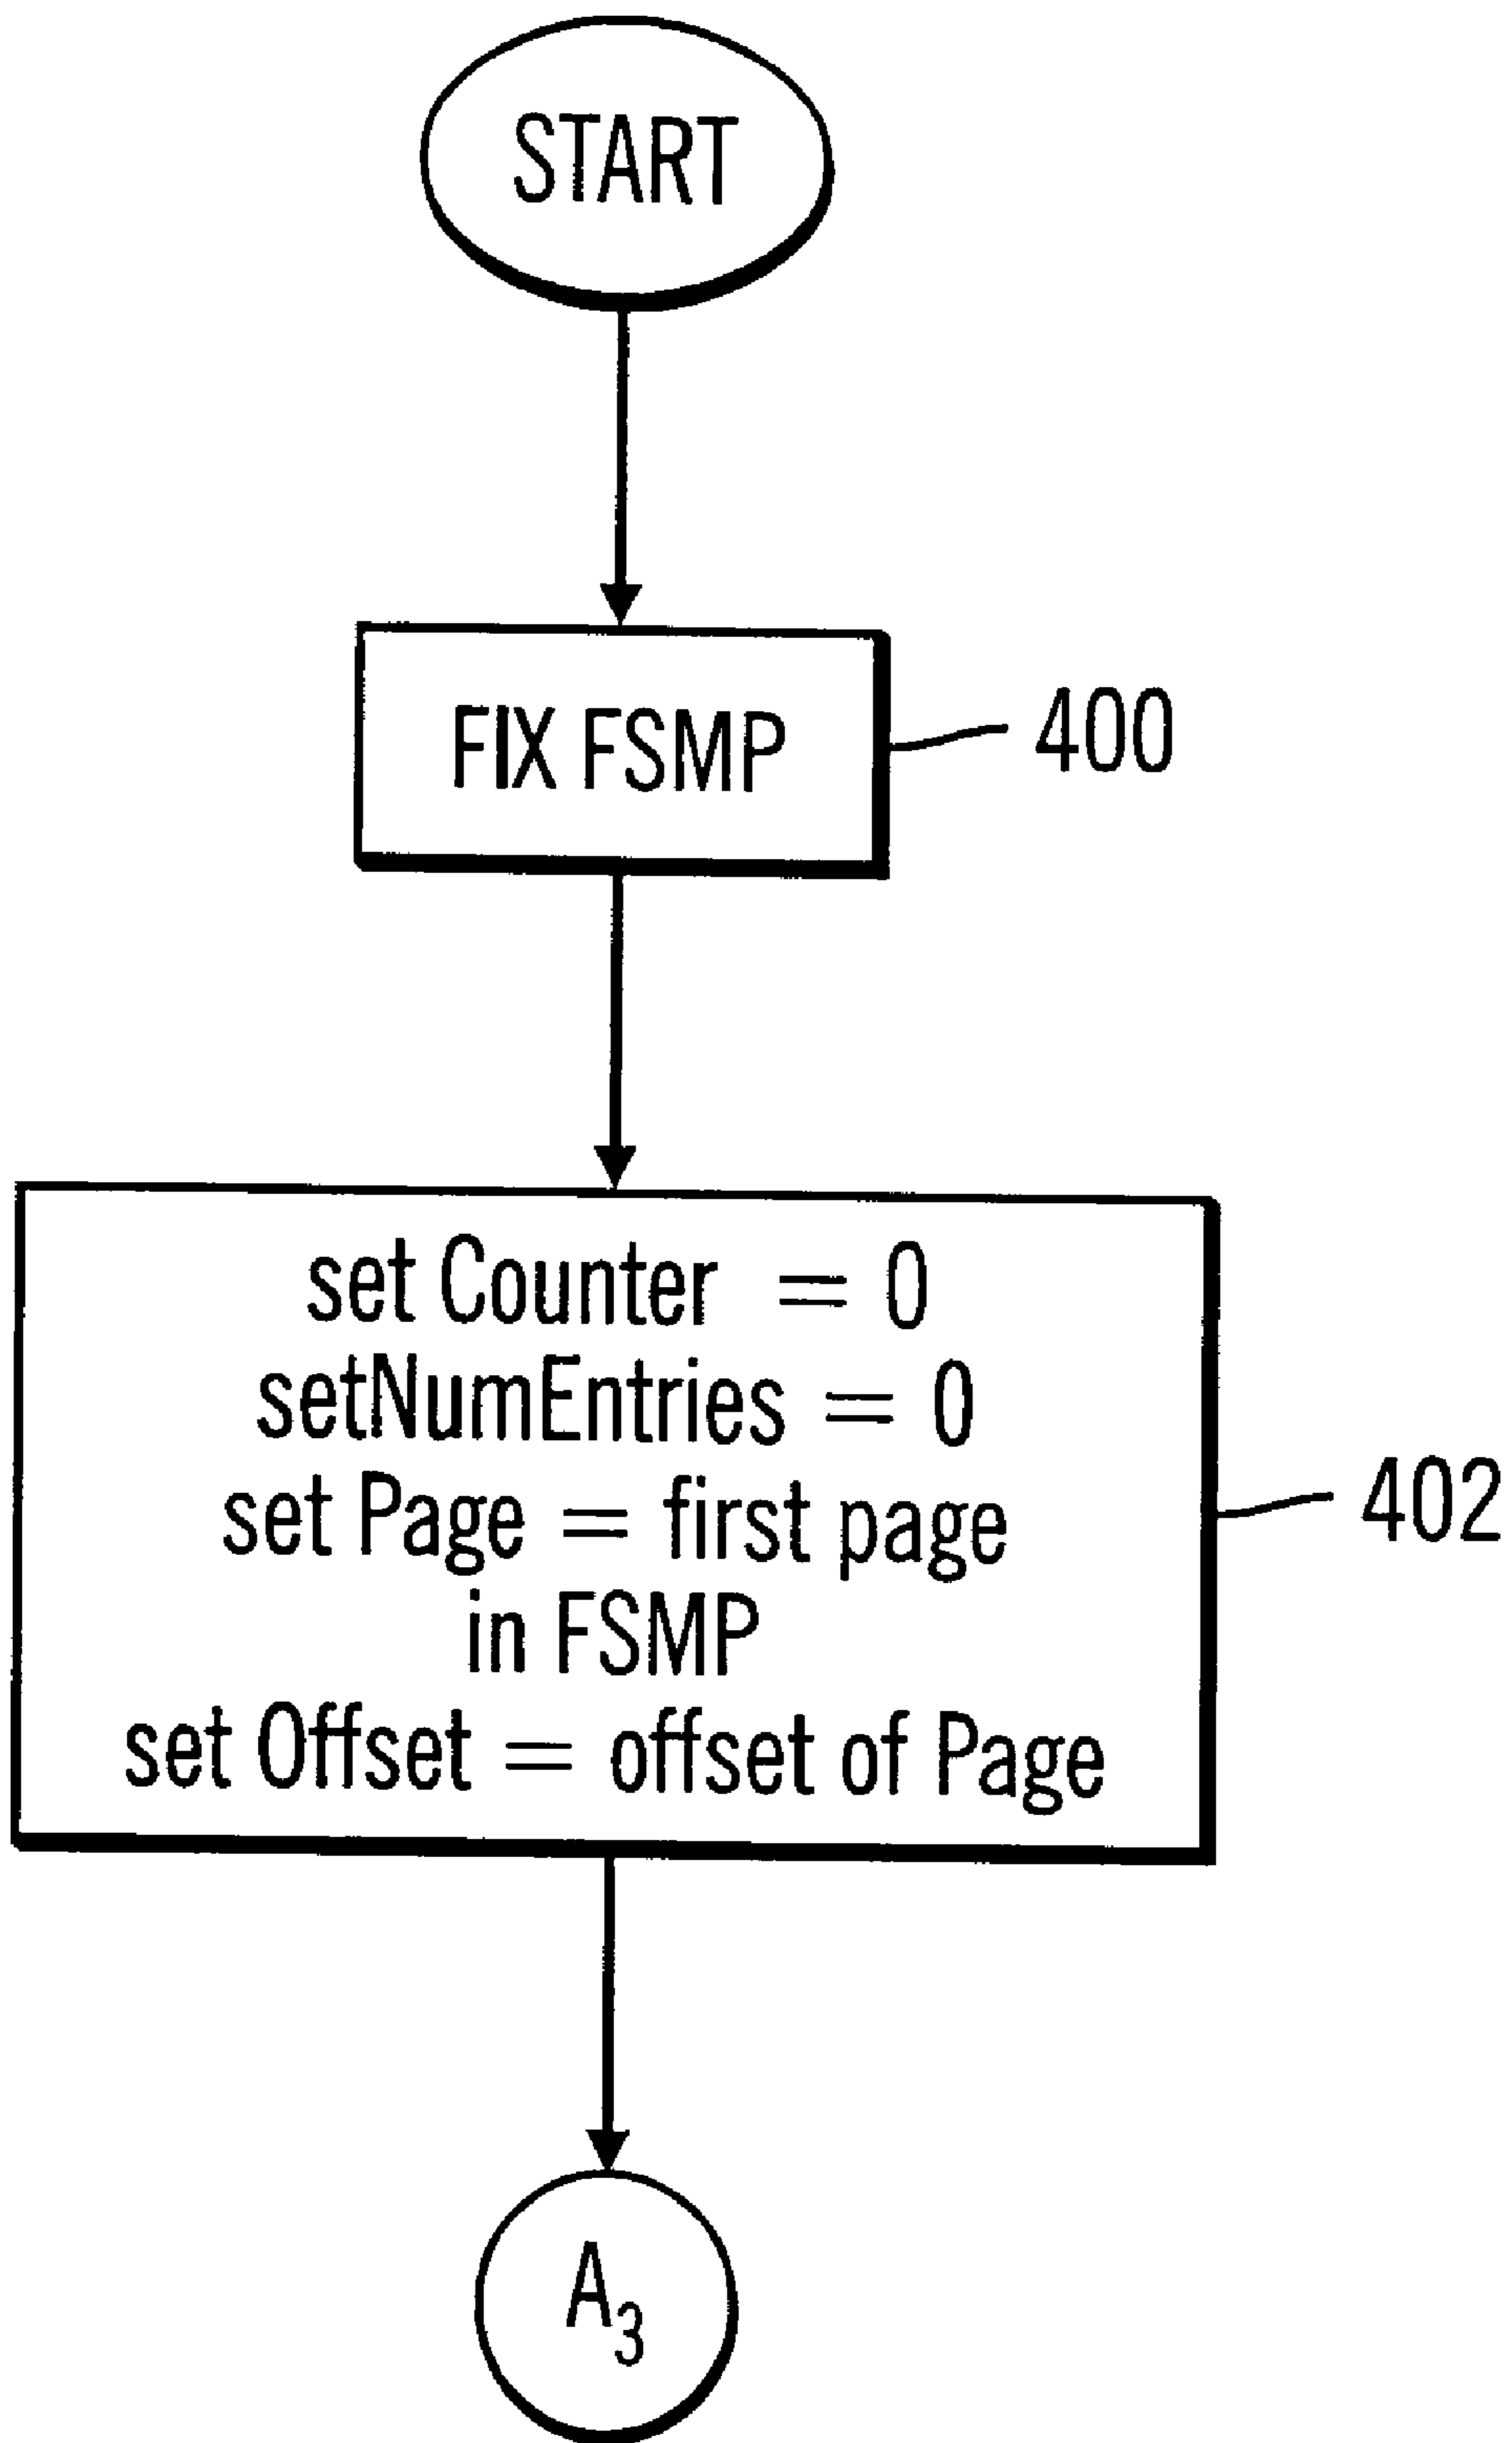 START
FIX FSMP
400
set Counter = 0
setNumEntries = 0
set Page = first page
in FSMP
set Offset = offset of Page
402
A₃